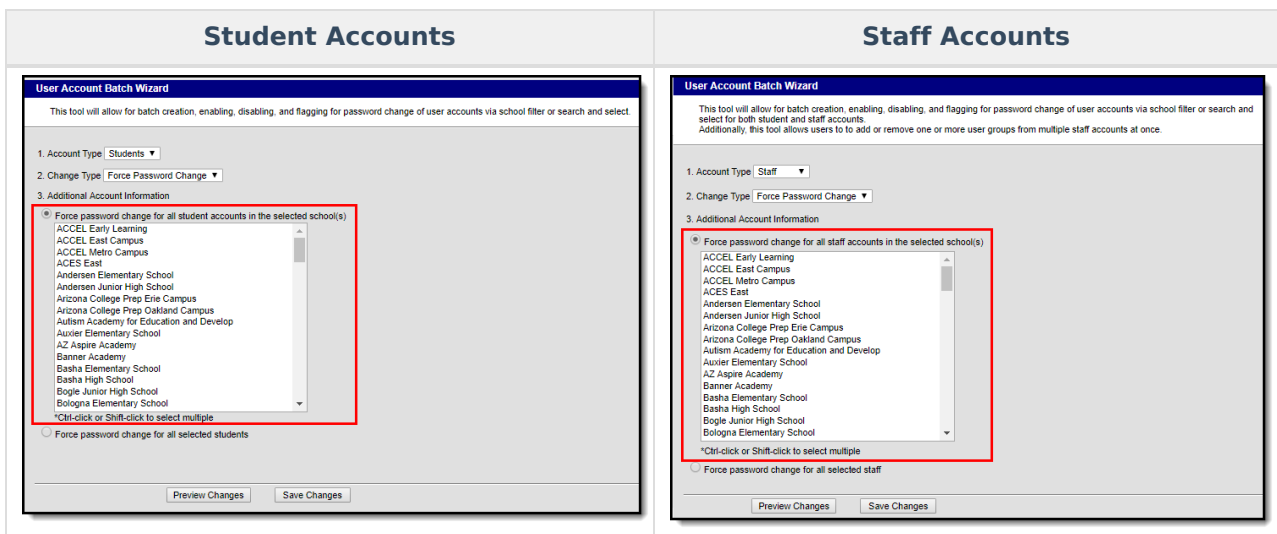 Student Accounts
Staff Accounts
User Account Batch Wizard
This tool will allow for batch creation, enabling, disabling, and flagging for password change of user accounts via school filter or search and select.
1. Account Type Students ▼
2. Change Type Force Password Change ▼
3. Additional Account Information
Force password change for all student accounts in the selected school(s)
ACCEL Early Learning
ACCEL East Campus
ACCEL Metro Campus
ACES East
Andersen Elementary School
Andersen Junior High School
Arizona College Prep Erie Campus
Arizona College Prep Oakland Campus
Autism Academy for Education and Develop
Auxier Elementary School
AZ Aspire Academy
Banner Academy
Basha Elementary School
Basha High School
Bogle Junior High School
Bologna Elementary School
*Ctrl-click or Shift-click to select multiple
Force password change for all selected students
Preview Changes Save Changes
User Account Batch Wizard
This tool will allow for batch creation, enabling, disabling, and flagging for password change of user accounts via school filter or search and
select for both student and staff accounts.
Additionally, this tool allows users to to add or remove one or more user groups from multiple staff accounts at once.
1. Account Type Staff ▼
2. Change Type Force Password Change ▼
3. Additional Account Information
Force password change for all staff accounts in the selected school(s)
ACCEL Early Learning
ACCEL East Campus
ACCEL Metro Campus
ACES East
Andersen Elementary School
Andersen Junior High School
Arizona College Prep Erie Campus
Arizona College Prep Oakland Campus
Autism Academy for Education and Develop
Auxier Elementary School
AZ Aspire Academy
Banner Academy
Basha Elementary School
Basha High School
Bogle Junior High School
Bologna Elementary School
*Ctrl-click or Shift-click to select multiple
Force password change for all selected staff
Preview Changes Save Changes